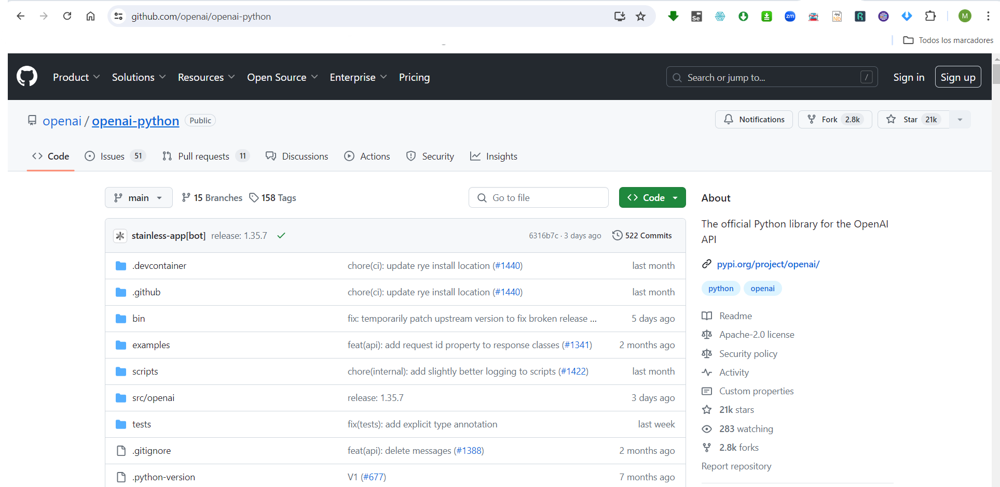 github.com/openai/openai-python
Se
zm
M
Todos los marcadores
Product Solutions Resources Open Source Enterprise Pricing
Search or jump to... /
Sign in
Sign up
openai / openai-python Public
Notifications
Fork 2.8k
Star 21k
Code
Issues 51
Pull requests 11
Discussions
Actions
Security
Insights
main
15 Branches
158 Tags
Go to file
Code
stainless-app[bot] release: 1.35.7
6316b7c · 3 days ago
522 Commits
.devcontainer chore(ci): update rye install location (#1440) last month
.github chore(ci): update rye install location (#1440) last month
bin fix: temporarily patch upstream version to fix broken release ... 5 days ago
examples feat(api): add request id property to response classes (#1341) 2 months ago
scripts chore(internal): add slightly better logging to scripts (#1422) last month
src/openai release: 1.35.7 3 days ago
tests fix(tests): add explicit type annotation last week
.gitignore feat(api): delete messages (#1388) 2 months ago
.python-version V1 (#677) 7 months ago
About
The official Python library for the OpenAI
API
pypi.org/project/openai/
python openai
Readme
Apache-2.0 license
Security policy
Activity
Custom properties
21k stars
283 watching
2.8k forks
Report repository